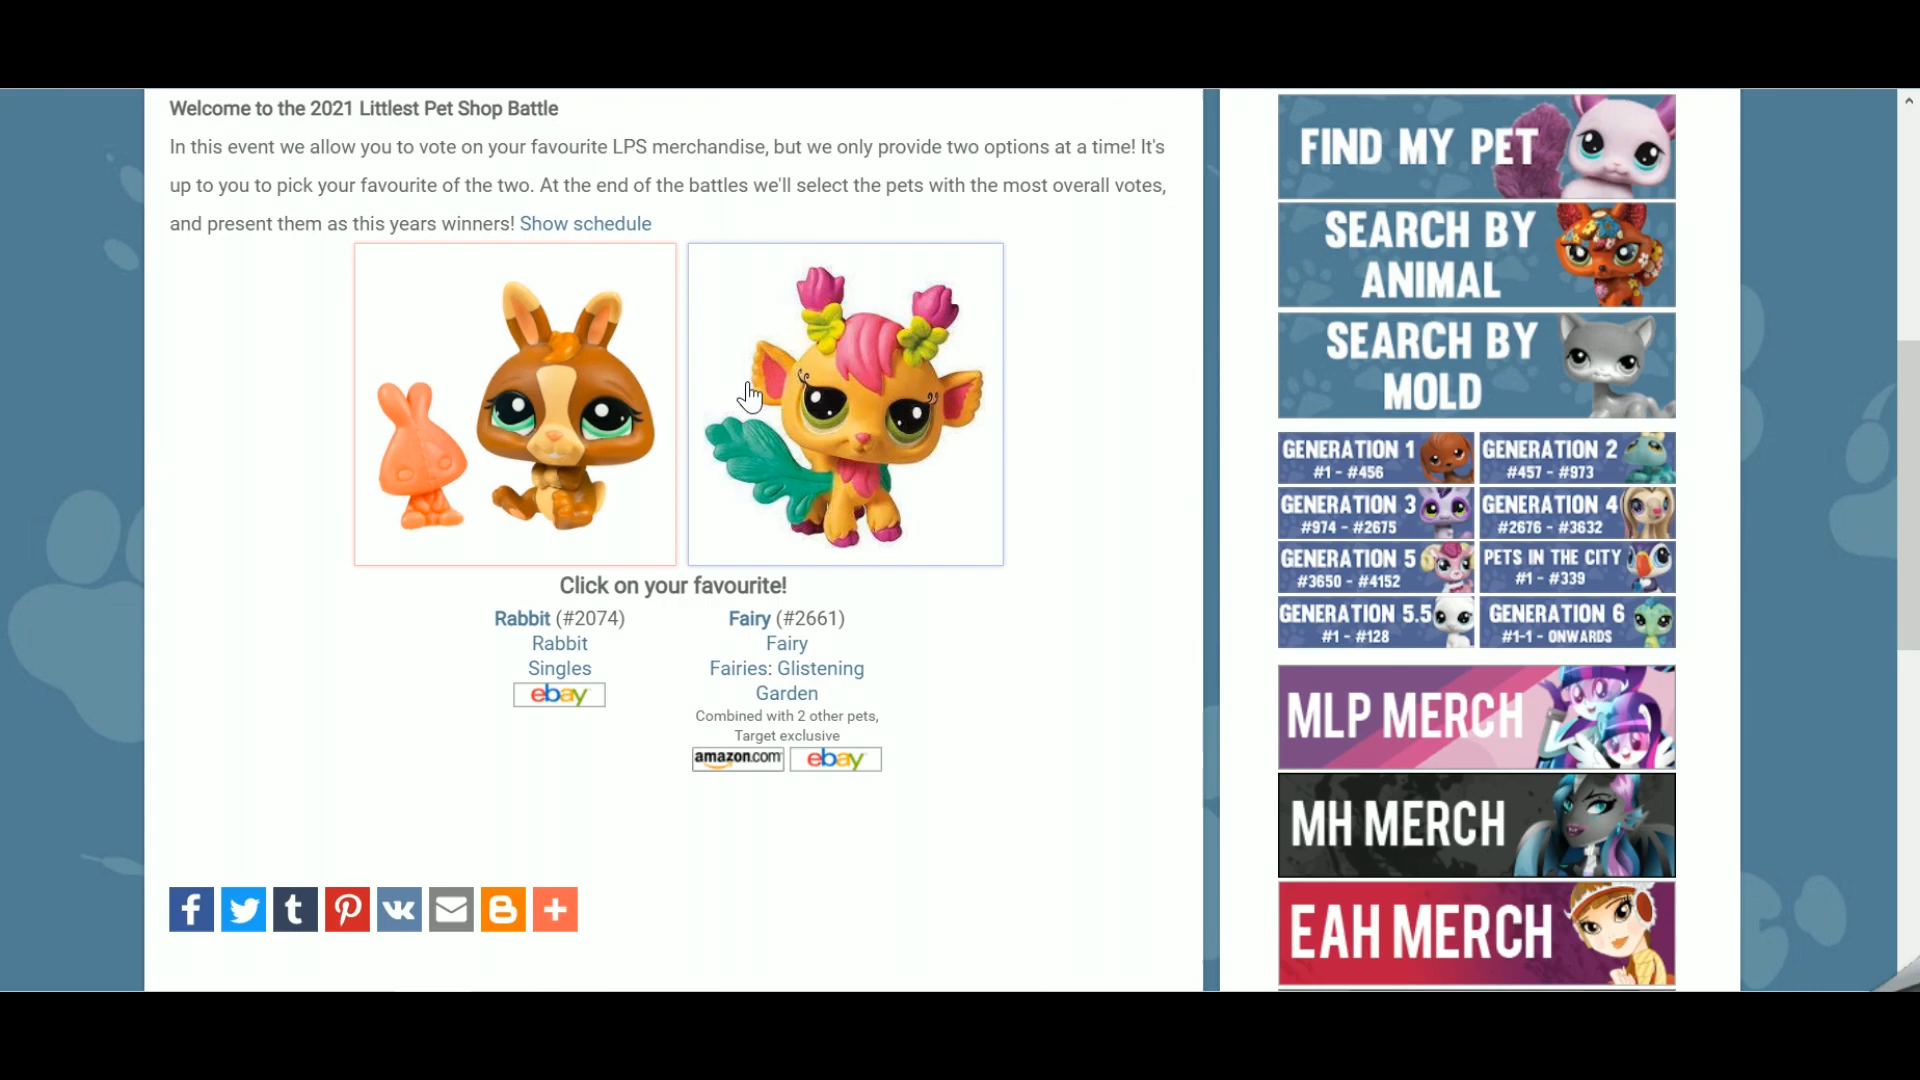 Welcome to the 2021 Littlest Pet Shop Battle
In this event we allow you to vote on your favourite LPS merchandise, but we only provide two options at a time! It's
up to you to pick your favourite of the two. At the end of the battles we'll select the pets with the most overall votes,
and present them as this years winners! Show schedule
Click on your favourite!
Rabbit (#2074)
Rabbit
Singles
ebay
Fairy (#2661)
Fairy
Fairies: Glistening
Garden
Combined with 2 other pets,
Target exclusive
amazon.com ebay
FIND MY PET
SEARCH BY
ANIMAL
SEARCH BY
MOLD
GENERATION 1
#1 - #456
GENERATION 2
#457 - #973
GENERATION 3
#974 - #2675
GENERATION 4
#2676 - #3632
GENERATION 5
#3650 - #4152
PETS IN THE CITY
#1 - #339
GENERATION 5.5
#1 - #128
GENERATION 6
#1-1 - ONWARDS
MLP MERCH
MH MERCH
EAH MERCH